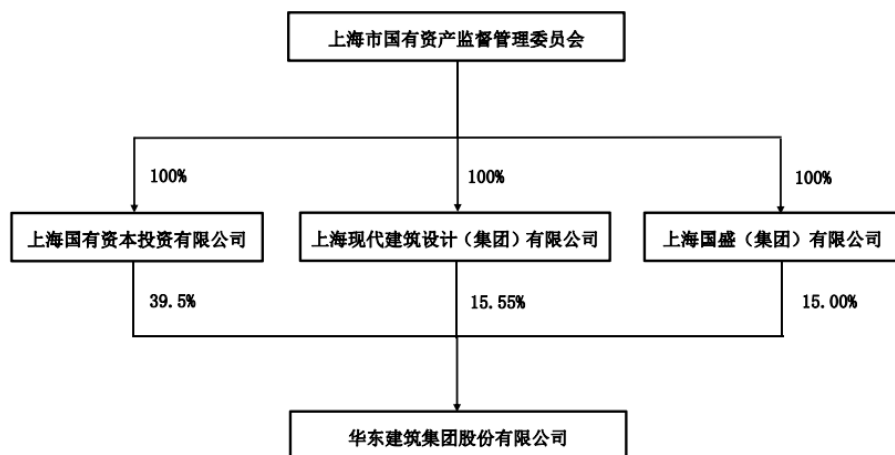 上海市国有资产监督管理委员会
100%
100%
100%
上海国有资本投资有限公司
上海现代建筑设计（集团）有限公司
上海国盛（集团）有限公司
39.5%
15.55%
15.00%
华东建筑集团股份有限公司